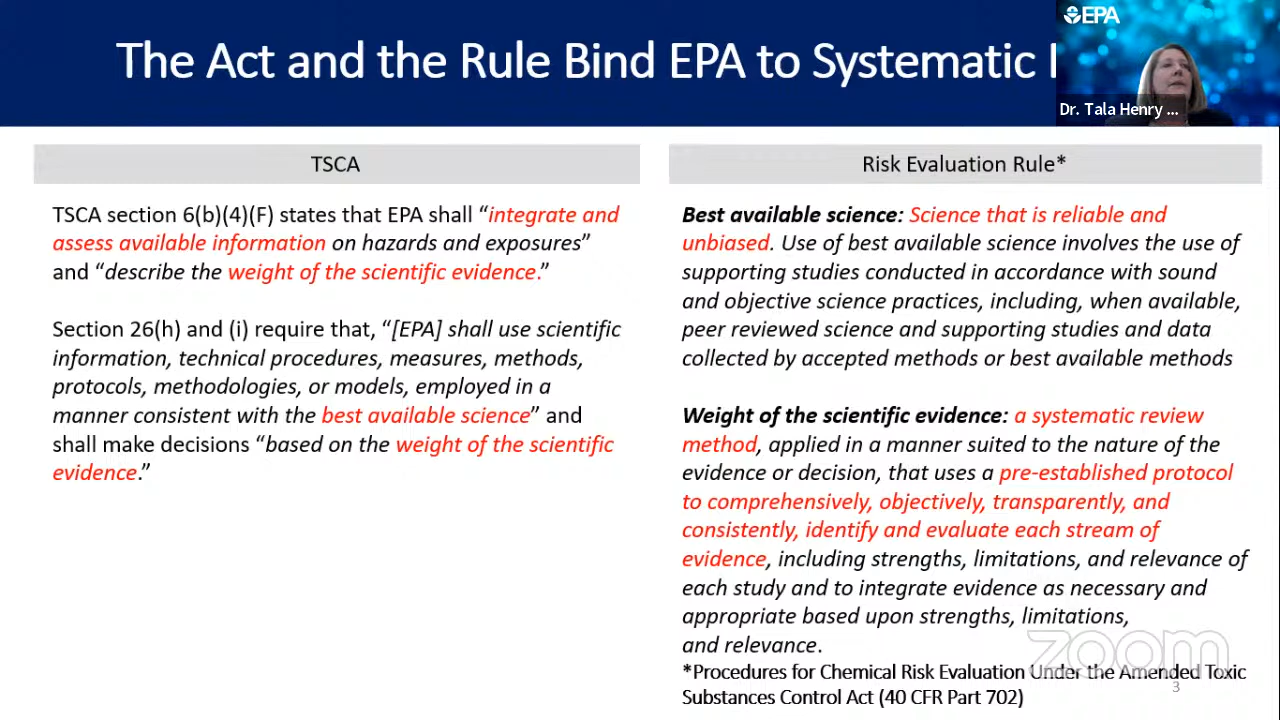 The Act and the Rule Bind EPA to Systematic
EPA
Dr. Tala Henry ...
TSCA
TSCA section 6(b)(4)(F) states that EPA shall “integrate and
assess available information on hazards and exposures”
and “describe the weight of the scientific evidence.”
Section 26(h) and (i) require that, “[EPA] shall use scientific
information, technical procedures, measures, methods,
protocols, methodologies, or models, employed in a
manner consistent with the best available science” and
shall make decisions “based on the weight of the scientific
evidence.”
Risk Evaluation Rule*
Best available science: Science that is reliable and
unbiased. Use of best available science involves the use of
supporting studies conducted in accordance with sound
and objective science practices, including, when available,
peer reviewed science and supporting studies and data
collected by accepted methods or best available methods
Weight of the scientific evidence: a systematic review
method, applied in a manner suited to the nature of the
evidence or decision, that uses a pre-established protocol
to comprehensively, objectively, transparently, and
consistently, identify and evaluate each stream of
evidence, including strengths, limitations, and relevance of
each study and to integrate evidence as necessary and
appropriate based upon strengths, limitations,
and relevance.
*Procedures for Chemical Risk Evaluation Under the Amended Toxic
Substances Control Act (40 CFR Part 702)
zoom
3